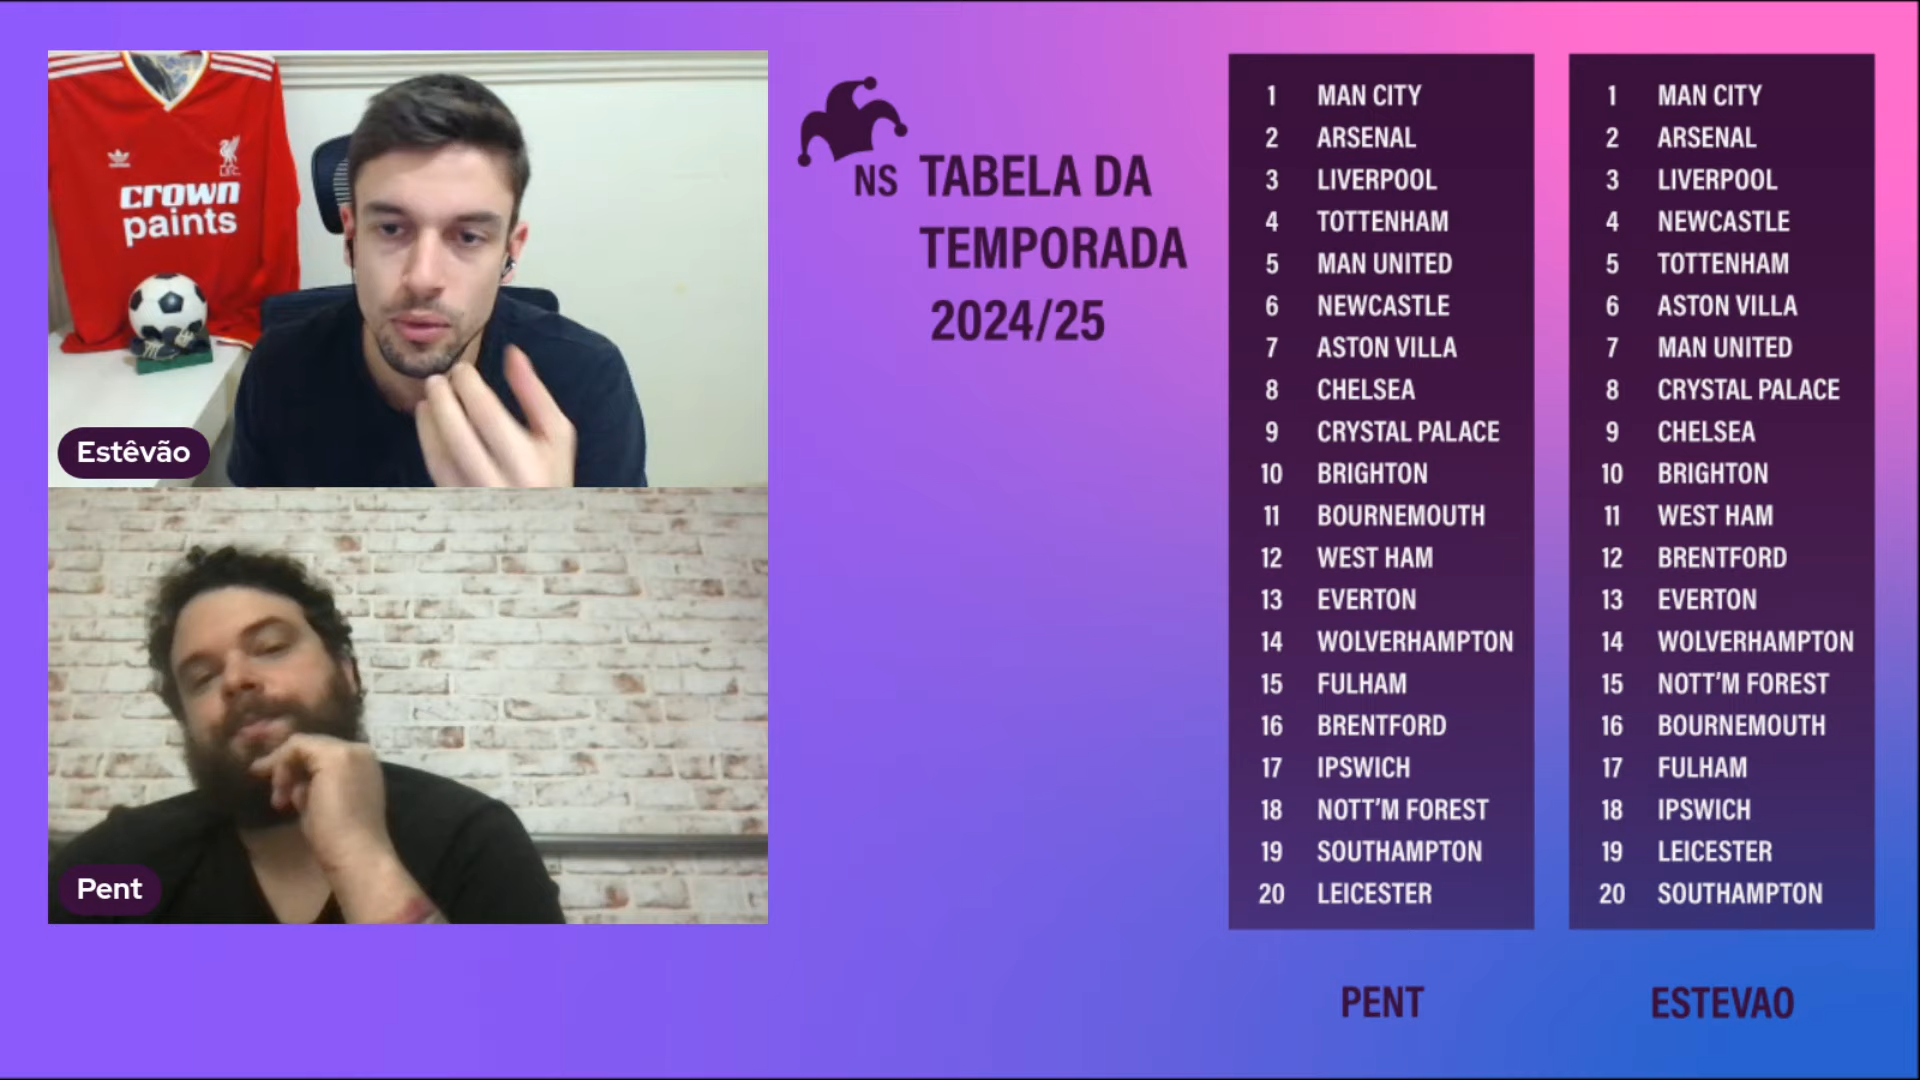 crown
paints
L.F.C.
Estêvão
Pent
NS
TABELA DA
TEMPORADA
2024/25
1 MAN CITY
2 ARSENAL
3 LIVERPOOL
4 TOTTENHAM
5 MAN UNITED
6 NEWCASTLE
7 ASTON VILLA
8 CHELSEA
9 CRYSTAL PALACE
10 BRIGHTON
11 BOURNEMOUTH
12 WEST HAM
13 EVERTON
14 WOLVERHAMPTON
15 FULHAM
16 BRENTFORD
17 IPSWICH
18 NOTT'M FOREST
19 SOUTHAMPTON
20 LEICESTER
PENT
1 MAN CITY
2 ARSENAL
3 LIVERPOOL
4 NEWCASTLE
5 TOTTENHAM
6 ASTON VILLA
7 MAN UNITED
8 CRYSTAL PALACE
9 CHELSEA
10 BRIGHTON
11 WEST HAM
12 BRENTFORD
13 EVERTON
14 WOLVERHAMPTON
15 NOTT'M FOREST
16 BOURNEMOUTH
17 FULHAM
18 IPSWICH
19 LEICESTER
20 SOUTHAMPTON
ESTEVAO